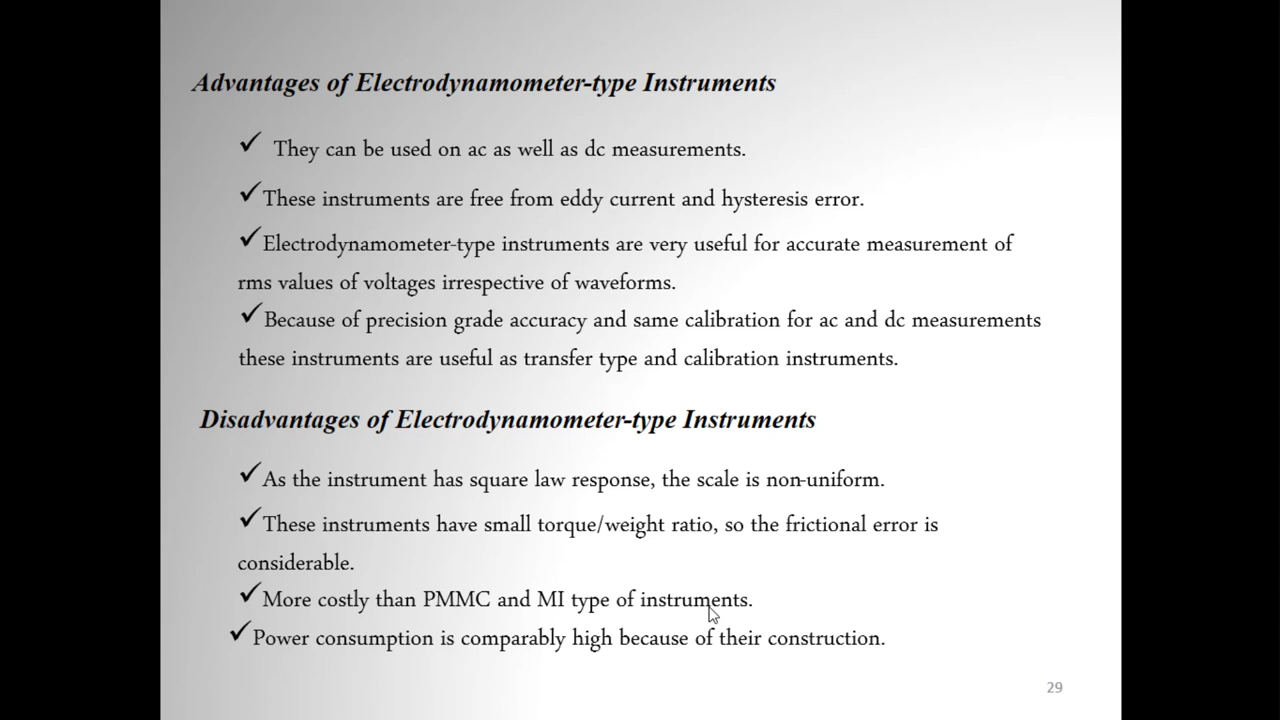 Advantages of Electrodynamometer-type Instruments
✓ They can be used on ac as well as dc measurements.
✓These instruments are free from eddy current and hysteresis error.
✓Electrodynamometer-type instruments are very useful for accurate measurement of
rms values of voltages irrespective of waveforms.
✓Because of precision grade accuracy and same calibration for ac and dc measurements
these instruments are useful as transfer type and calibration instruments.
Disadvantages of Electrodynamometer-type Instruments
✓As the instrument has square law response, the scale is non-uniform.
✓These instruments have small torque/weight ratio, so the frictional error is
considerable.
✓More costly than PMMC and MI type of instruments.
✓Power consumption is comparably high because of their construction.
29